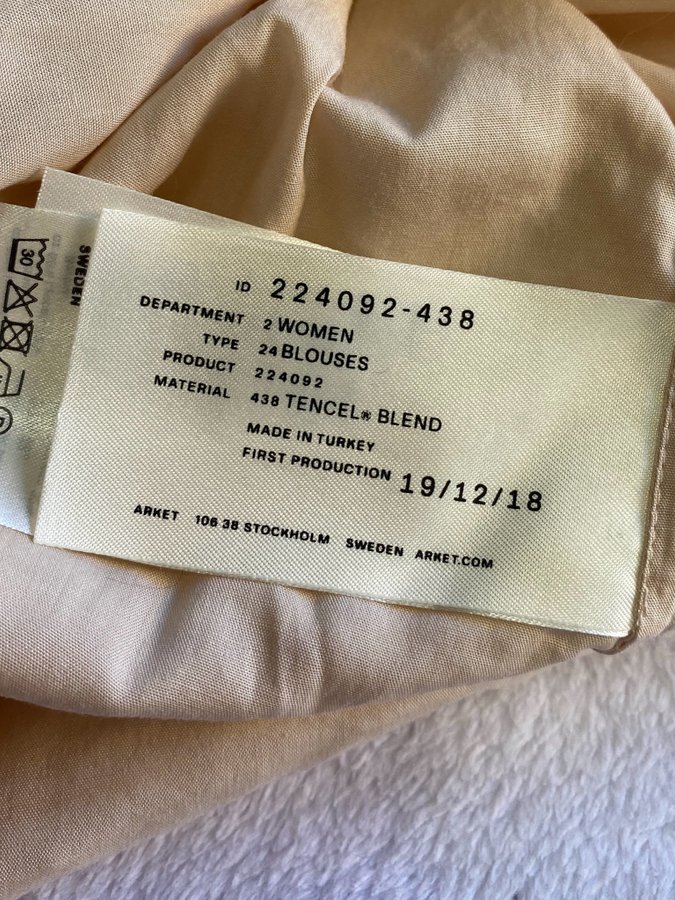 ID 224092-438
DEPARTMENT 2 WOMEN
TYPE 24 BLOUSES
PRODUCT 224092
MATERIAL 438 TENCEL® BLEND
MADE IN TURKEY
FIRST PRODUCTION 19/12/18
ARKET 106 38 STOCKHOLM SWEDEN ARKET.COM
SWEDEN
30